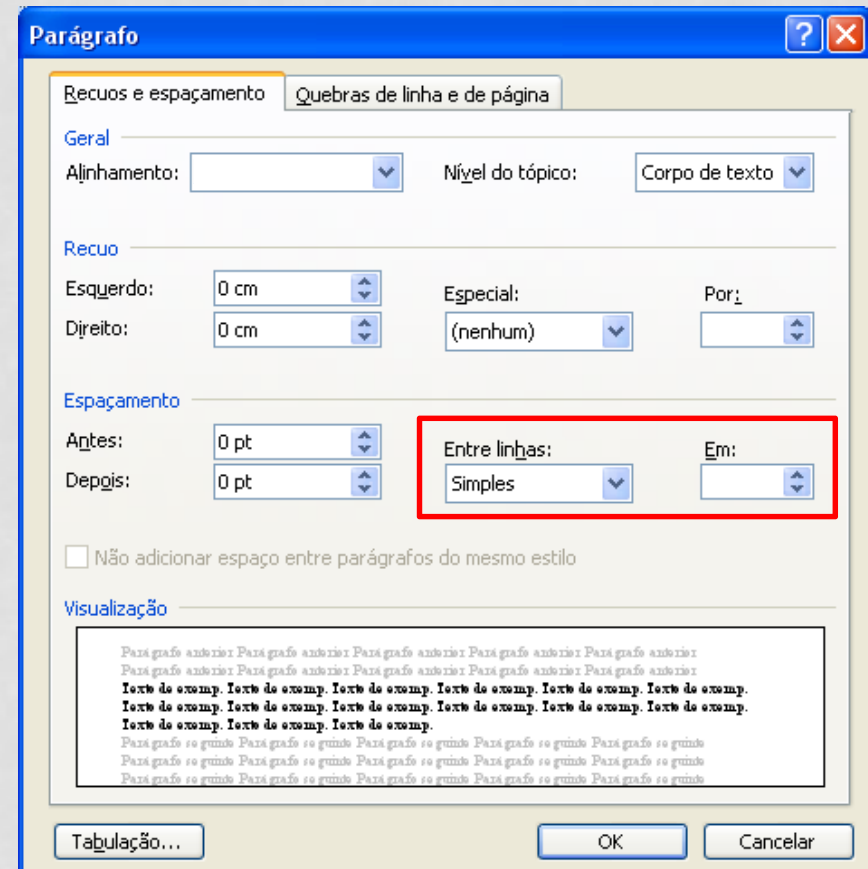 Parágrafo
Recuos e espaçamento Quebras de linha e de página
Geral
Alinhamento: Nível do tópico: Corpo de texto
Recuo
Esquerdo: 0 cm Especial: Por:
Direito: 0 cm (nenhum)
Espaçamento
Antes: 0 pt Entre linhas: Em:
Depois: 0 pt Simples
Não adicionar espaço entre parágrafos do mesmo estilo
Visualização
Parágrafo anterior Parágrafo anterior Parágrafo anterior Parágrafo anterior Parágrafo anterior
Parágrafo anterior Parágrafo anterior Parágrafo anterior Parágrafo anterior Parágrafo anterior
Texto de exemp. Texto de exemp. Texto de exemp. Texto de exemp. Texto de exemp. Texto de exemp.
Texto de exemp. Texto de exemp. Texto de exemp. Texto de exemp. Texto de exemp. Texto de exemp.
Texto de exemp. Texto de exemp. Texto de exemp.
Parágrafo seguinte Parágrafo seguinte Parágrafo seguinte Parágrafo seguinte Parágrafo seguinte
Parágrafo seguinte Parágrafo seguinte Parágrafo seguinte Parágrafo seguinte Parágrafo seguinte
Parágrafo seguinte Parágrafo seguinte Parágrafo seguinte Parágrafo seguinte Parágrafo seguinte
Tabulação... OK Cancelar